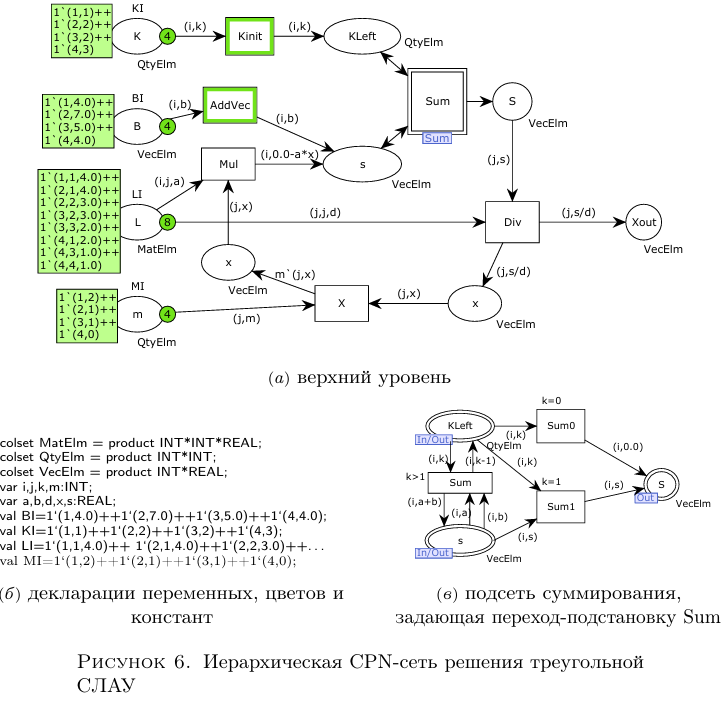 1`(1,1)++
1`(2,2)++
1`(3,2)++
1`(4,3)
KI
K
4
QtyElm
(i,k)
Kinit
(i,k)
KLeft
QtyElm
1`(1,4.0)++
1`(2,7.0)++
1`(3,5.0)++
1`(4,4.0)
BI
B
4
VecElm
(i,b)
AddVec
(i,b)
Sum
Sum
S
VecElm
Mul
(i,0.0-a*x)
s
VecElm
(j,s)
1`(1,1,4.0)++
1`(2,1,4.0)++
1`(2,2,3.0)++
1`(3,2,3.0)++
1`(3,3,2.0)++
1`(4,1,2.0)++
1`(4,3,1.0)++
1`(4,4,1.0)
LI
L
8
MatElm
(i,j,a)
(j,x)
(j,j,d)
Div
(j,s/d)
Xout
VecElm
x
VecElm
m`(j,x)
(j,s/d)
1`(1,2)++
1`(2,1)++
1`(3,1)++
1`(4,0)
MI
m
4
QtyElm
(j,m)
X
(j,x)
x
VecElm
(а) верхний уровень
colset MatElm = product INT*INT*REAL;
colset QtyElm = product INT*INT;
colset VecElm = product INT*REAL;
var i,j,k,m:INT;
var a,b,d,x,s:REAL;
val BI=1‘(1,4.0)++1‘(2,7.0)++1‘(3,5.0)++1‘(4,4.0);
val KI=1‘(1,1)++1‘(2,2)++1‘(3,2)++1‘(4,3);
val LI=1‘(1,1,4.0)++ 1‘(2,1,4.0)++1‘(2,2,3.0)++...
val MI=1‘(1,2)++1‘(2,1)++1‘(3,1)++1‘(4,0);
(б) декларации переменных, цветов и
констант
KLeft
In/Out
QtyElm
(i,k)
k=0
Sum0
(i,k)
(i,k-1)
(i,k)
(i,0.0)
k>1
Sum
k=1
Sum1
(i,s)
S
Out
VecElm
(i,a+b)
(i,a)
(i,b)
(i,s)
s
In/Out
VecElm
(в) подсеть суммирования,
задающая переход-подстановку Sum
Рисунок 6. Иерархическая CPN-сеть решения треугольной
СЛАУ